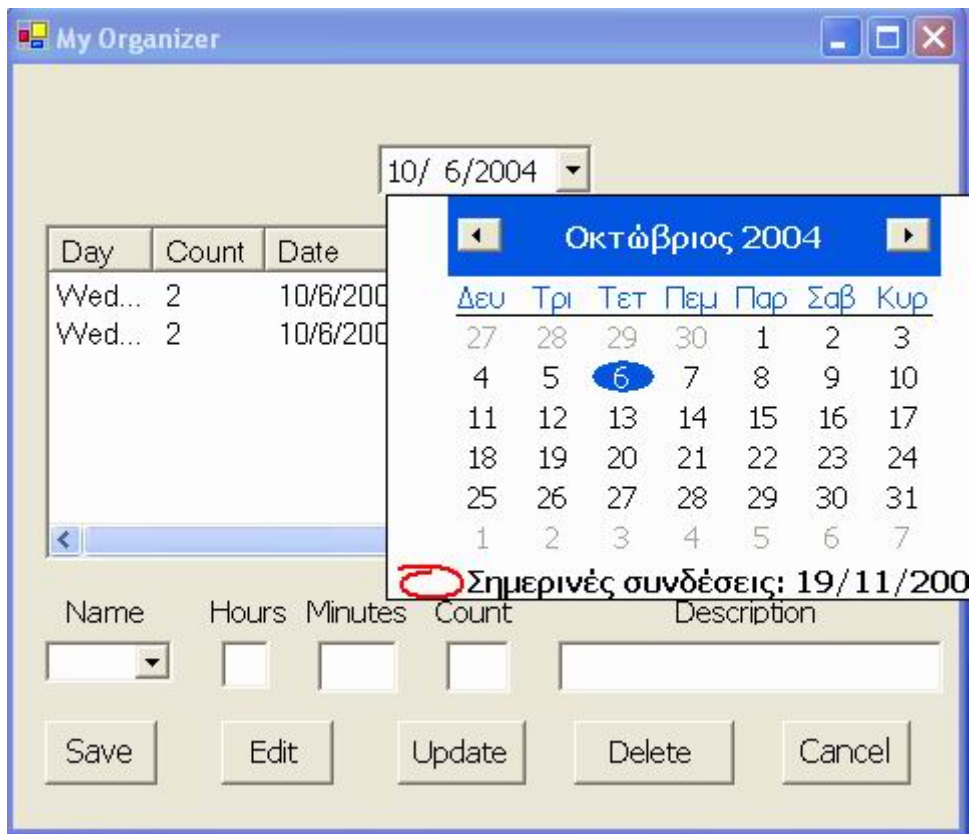 My Organizer
10/ 6/2004
Day Count Date
Wed... 2 10/6/200
Wed... 2 10/6/200
Οκτώβριος 2004
Δευ Τρι Τετ Πεμ Παρ Σαβ Κυρ
27 28 29 30 1 2 3
4 5 6 7 8 9 10
11 12 13 14 15 16 17
18 19 20 21 22 23 24
25 26 27 28 29 30 31
1 2 3 4 5 6 7
Σημερινές συνδέσεις: 19/11/200
Name Hours Minutes Count Description
Save Edit Update Delete Cancel